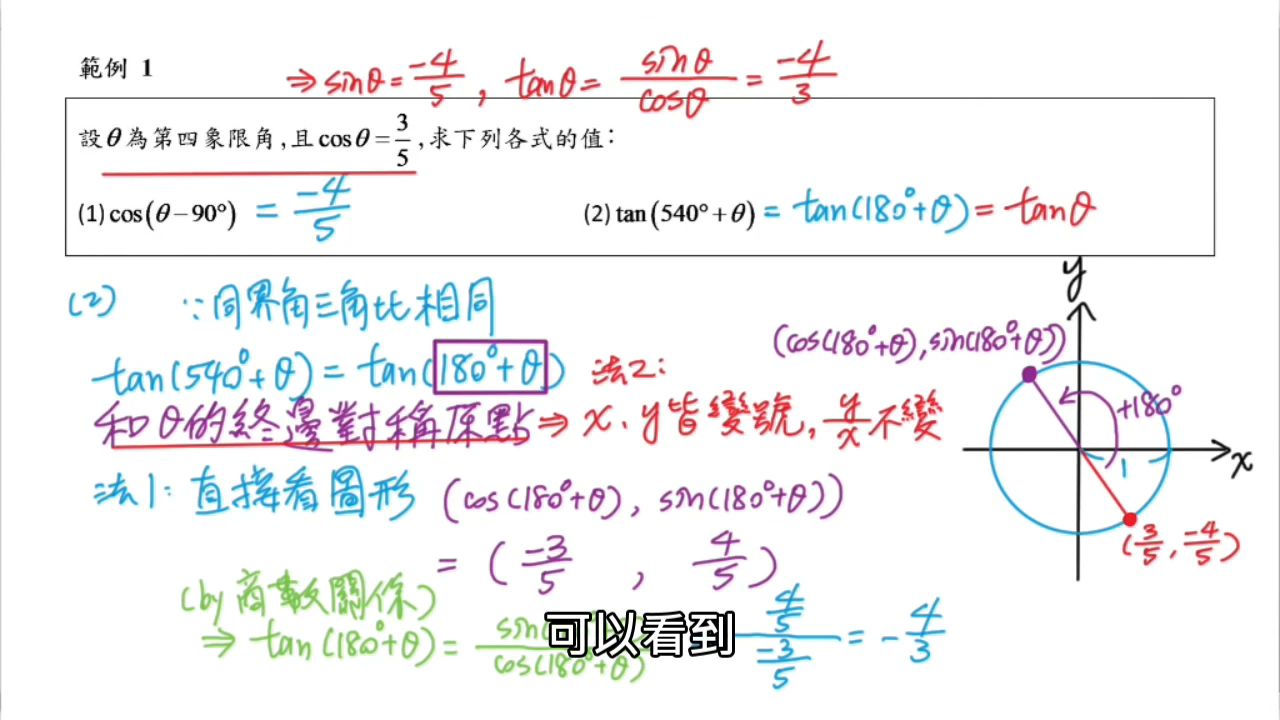 範例 1
⇒ sinθ = -4/5 , tanθ = sinθ/cosθ = -4/3
設θ為第四象限角,且cosθ=3/5,求下列各式的值:
(1) cos(θ-90°) = -4/5
(2) tan(540°+θ) = tan(180°+θ) = tanθ
(2) ∵同界角三角比相同
tan(540°+θ) = tan(180°+θ) 法2:
和θ的終邊對稱原點 ⇒ x、y皆變號, y/x 不變
法1: 直接看圖形 (cos(180°+θ), sin(180°+θ))
= (-3/5 , 4/5)
(by 商數關係)
⇒ tan(180°+θ) = sin cos(180°+θ) 4/5 / -3/5 = -4/3
可以看到
y
(cos(180°+θ), sin(180°+θ))
+180°
x
1
(3/5, -4/5)